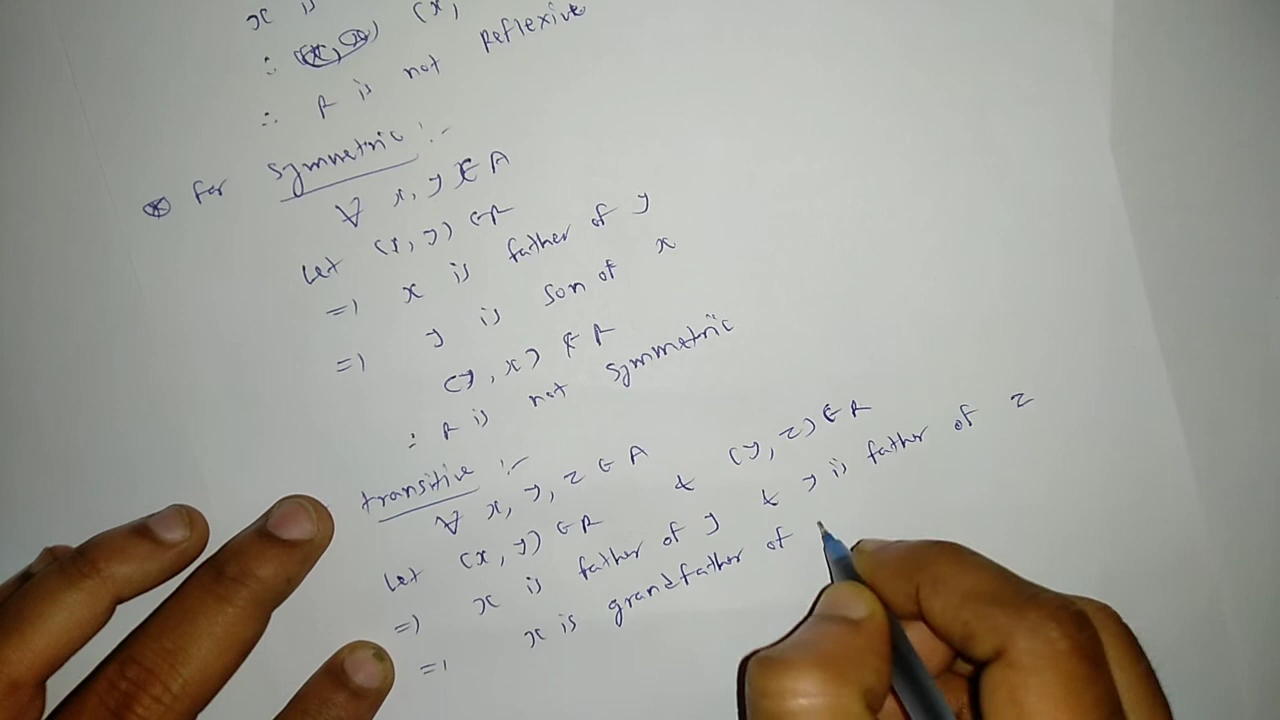 x is
∴ (x, x) (x,
∴ R is not Reflexive
⊛ For Symmetric :-
∀ x, y ∈ A
Let (x, y) ∈ R
=) x is father of y
=) y is son of x
(y, x) ∉ R
∴ R is not symmetric
transitive :-
∀ x, y, z ∈ A
Let (x, y) ∈ R & (y, z) ∈ R
=) x is father of y & y is father of z
=) x is grandfather of